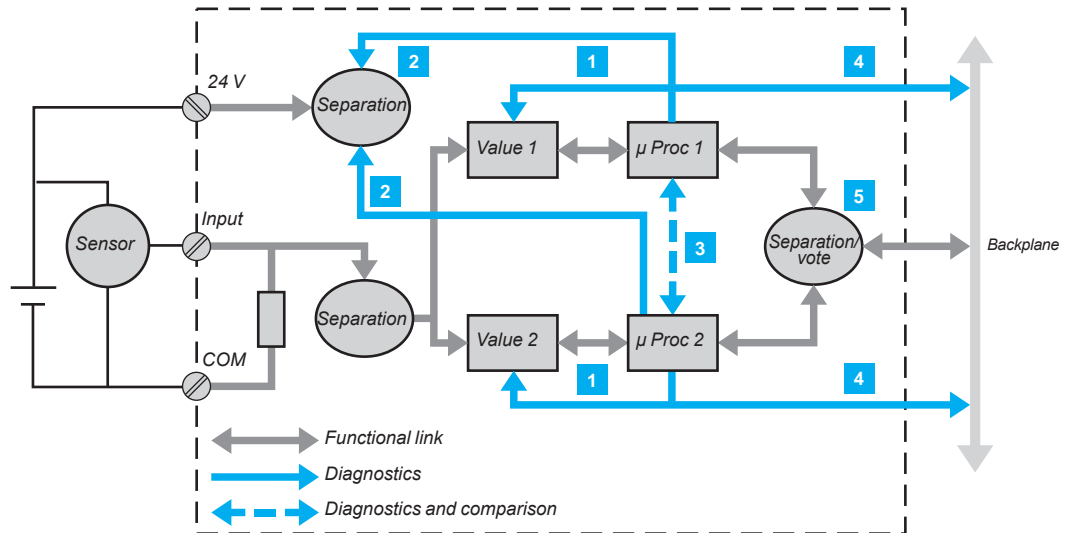 24 V
2
1
4
Separation
Value 1
µ Proc 1
2
5
Input
Sensor
3
Separation/
vote
Backplane
Separation
Value 2
µ Proc 2
COM
1
4
Functional link
Diagnostics
Diagnostics and comparison